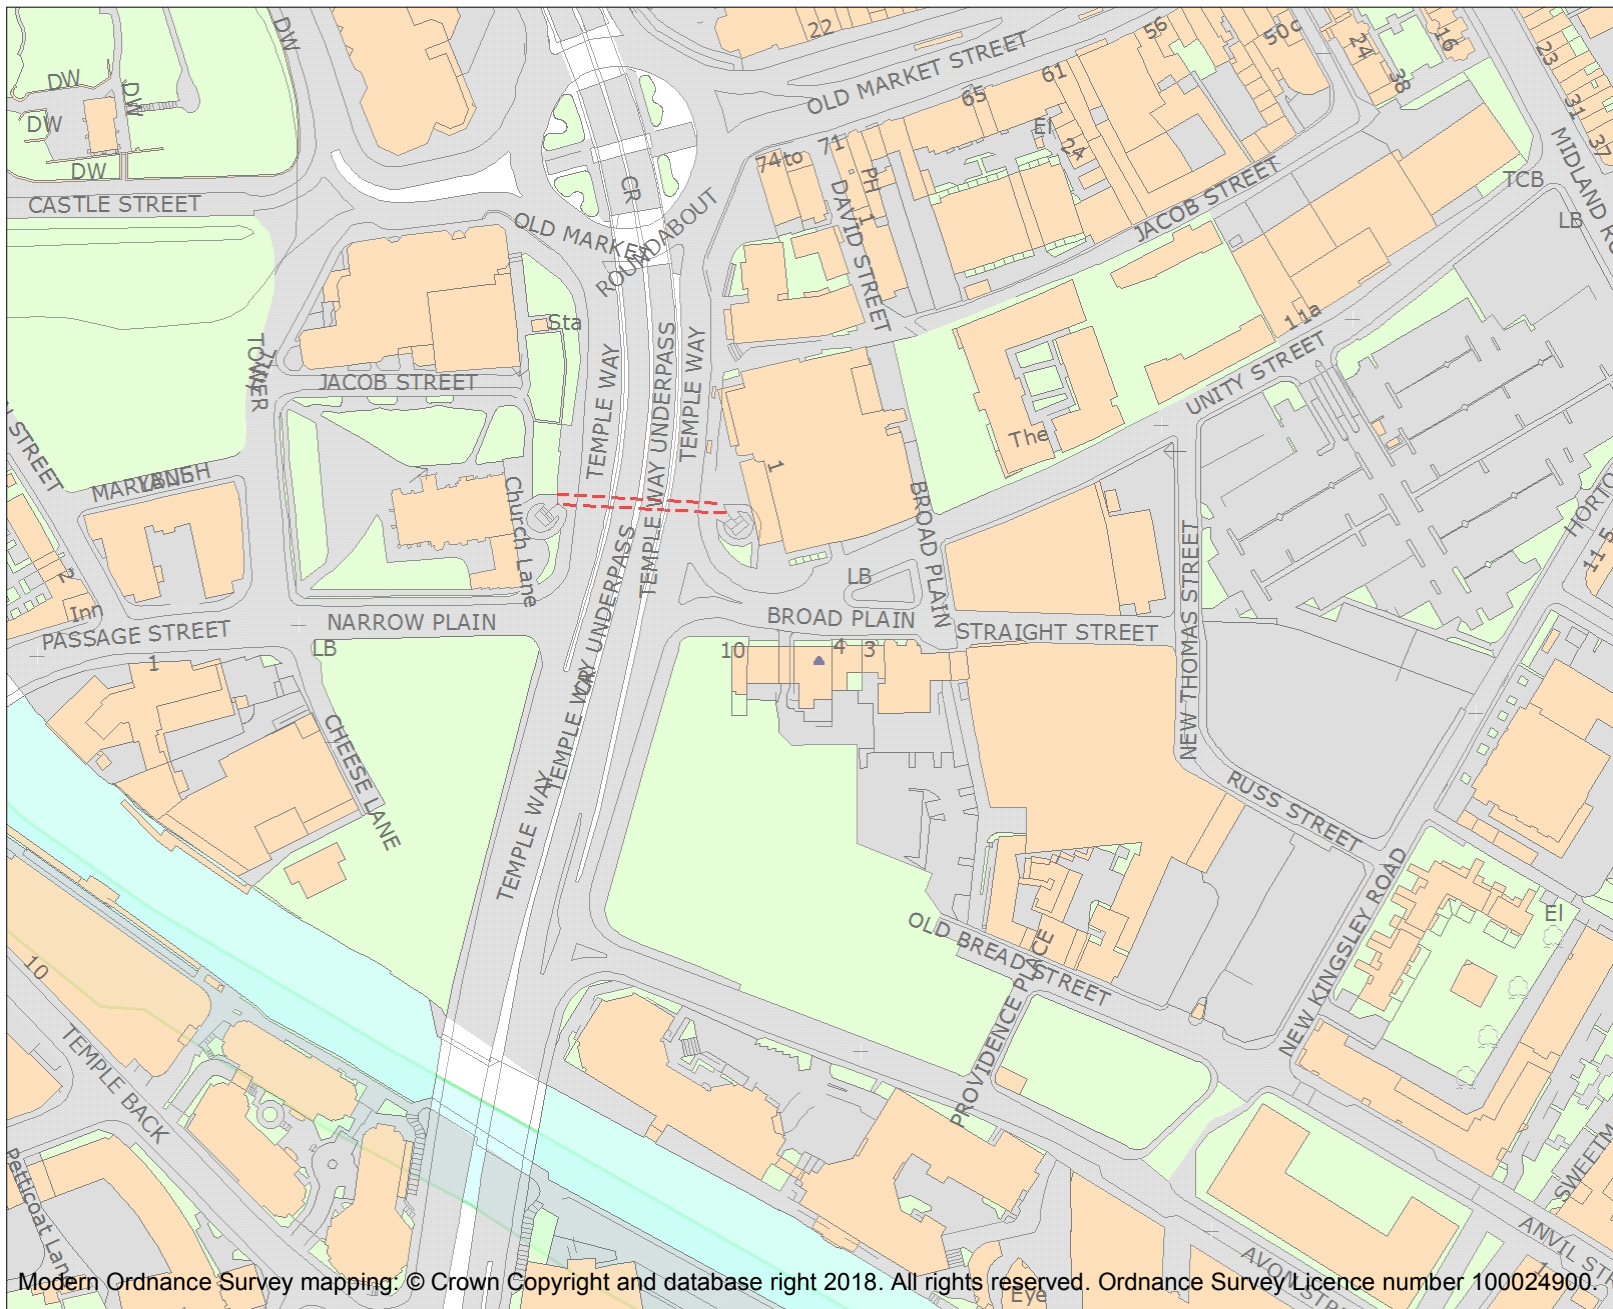 DW
22
OLD MARKET STREET
56
50c
24
16
38
23
31
37
DW
DW
DW
DW
65
61
El
24
74to
71
PH
1
DAVID STREET
CR
CASTLE STREET
OLD MARKET
ROUNDABOUT
JACOB STREET
MIDLAND
TCB
LB
Sta
TOWER
JACOB STREET
TEMPLE WAY
TEMPLE WAY UNDERPASS
TEMPLE WAY
11a
UNITY STREET
The
1
STREET
Church Lane
BROAD PLAIN
NEW THOMAS STREET
2
Inn
PASSAGE STREET
1
NARROW PLAIN
LB
TEMPLE WAY UNDERPASS
LB
BROAD PLAIN
STRAIGHT STREET
10
4
3
11
CHEESE LANE
TEMPLE WAY
RUSS STREET
NEW KINGSLEY ROAD
El
OLD BREAD STREET
PROVIDENCE PLACE
10
TEMPLE BACK
Petticoat Lane
SWEETM
ANVIL STR
1
Eye
Modern Ordnance Survey mapping: © Crown Copyright and database right 2018. All rights reserved. Ordnance Survey Licence number 100024900.